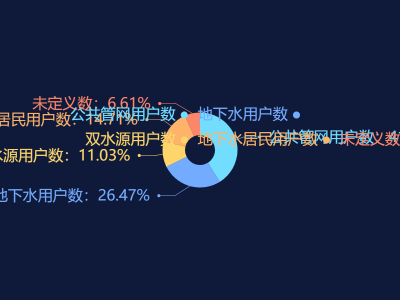 未定义数：6.61%
公共管网用户数
地下水用户数
居民用户数：14.71%
双水源用户数
地下水居民用户数
公共管网用户数：4
未定义数
水源用户数：11.03%
地下水用户数：26.47%